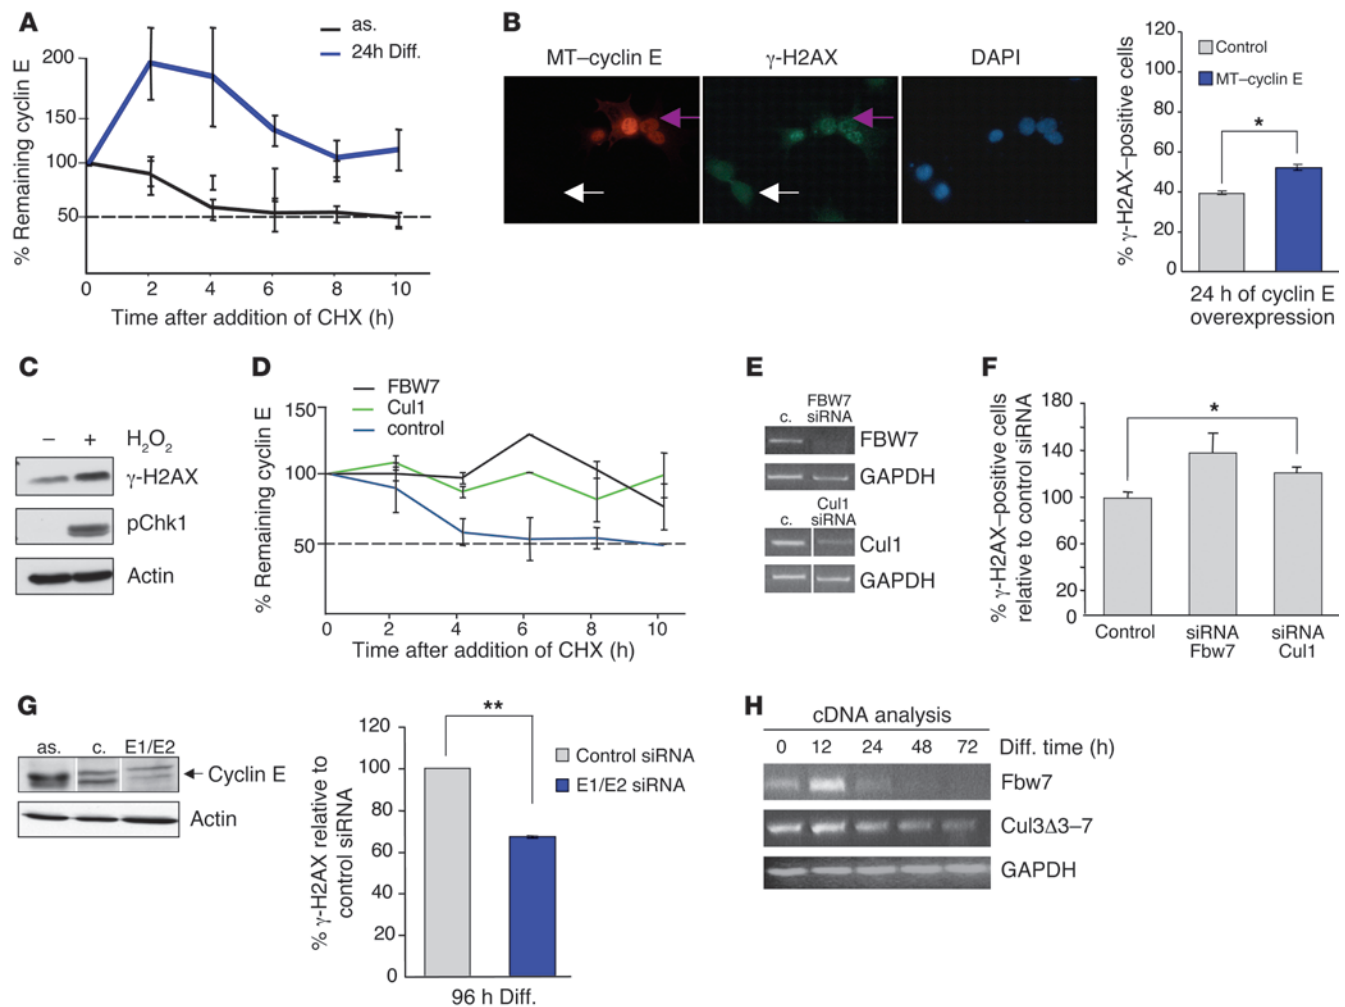 A
as.
24h Diff.
% Remaining cyclin E
200
150
100
50
0 2 4 6 8 10
Time after addition of CHX (h)
B
MT–cyclin E γ-H2AX DAPI
% γ-H2AX–positive cells
120
100
80
60
40
20
0
Control
MT–cyclin E
*
24 h of cyclin E
overexpression
C
– + H2O2
γ-H2AX
pChk1
Actin
D
FBW7
Cul1
control
% Remaining cyclin E
150
100
50
0 2 4 6 8 10
Time after addition of CHX (h)
E
FBW7
c. siRNA
FBW7
GAPDH
Cul1
c. siRNA
Cul1
GAPDH
F
% γ-H2AX–positive cells
relative to control siRNA
180
140
100
60
20
0
*
Control siRNA siRNA
Fbw7 Cul1
G
as. c. E1/E2
Cyclin E
Actin
% γ-H2AX relative to
control siRNA
120
100
80
60
40
20
0
**
Control siRNA
E1/E2 siRNA
96 h Diff.
H
cDNA analysis
0 12 24 48 72 Diff. time (h)
Fbw7
Cul3Δ3–7
GAPDH